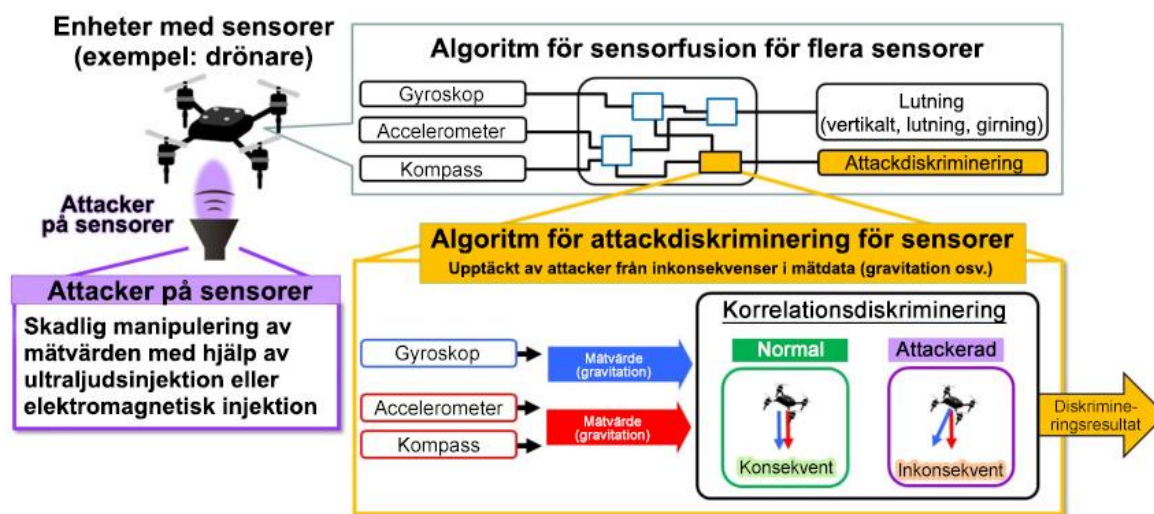 Enheter med sensorer
(exempel: drönare)
Attacker
på sensorer
Algoritm för sensorfusion för flera sensorer
Gyroskop
Accelerometer
Kompass
Lutning
(vertikalt, lutning, girning)
Attackdiskriminering
Attacker på sensorer
Skadlig manipulering av
mätvärden med hjälp av
ultraljudsinjektion eller
elektromagnetisk injektion
Algoritm för attackdiskriminering för sensorer
Upptäckt av attacker från inkonsekvenser i mätdata (gravitation osv.)
Gyroskop
Accelerometer
Kompass
Mätvärde
(gravitation)
Mätvärde
(gravitation)
Korrelationsdiskriminering
Normal
Konsekvent
Attackerad
Inkonsekvent
Diskrimine-
ringsresultat